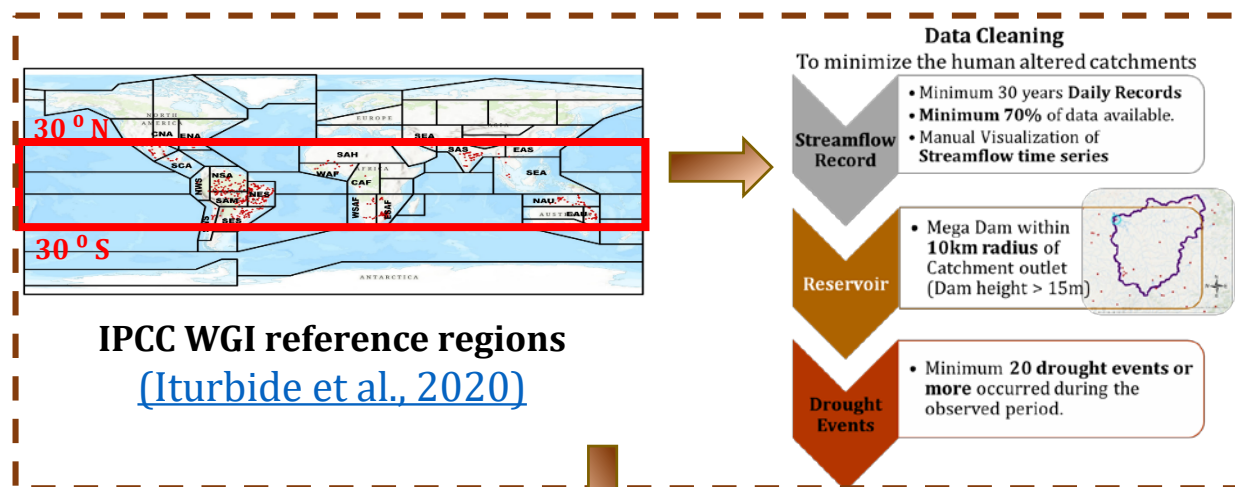 30 ⁰ N
30 ⁰ S
NORTH
AMERICA
EUROPE
CNA
ENA
SCA
NWS
NSA
NES
SAM
SES
SAH
WAF
AFRICA
CAF
WSAF
ESAF
SEA
SAS
EAS
SEA
NAU
CAU
ANTARCTICA
IPCC WGI reference regions
(Iturbide et al., 2020)
Data Cleaning
To minimize the human altered catchments
Streamflow
Record
• Minimum 30 years Daily Records
• Minimum 70% of data available.
• Manual Visualization of
Streamflow time series
Reservoir
• Mega Dam within
10km radius of
Catchment outlet
(Dam height > 15m)
Drought
Events
• Minimum 20 drought events or
more occurred during the
observed period.